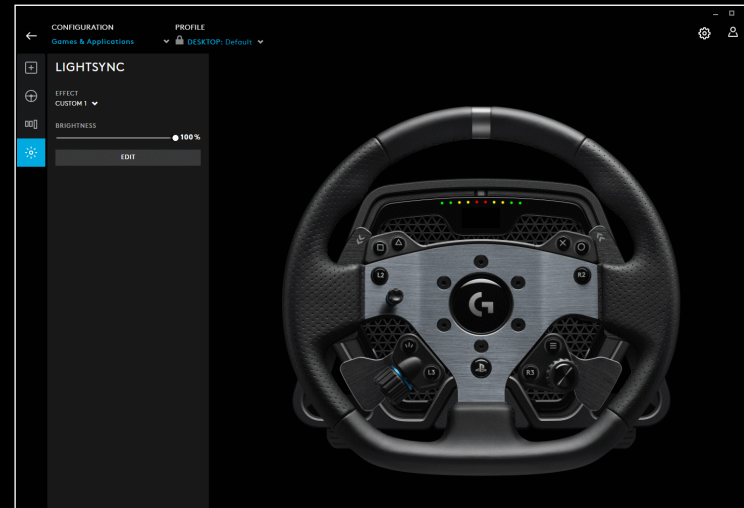 CONFIGURATION
Games & Applications
PROFILE
DESKTOP: Default
LIGHTSYNC
EFFECT
CUSTOM 1
BRIGHTNESS
100%
EDIT
L2
R2
G
L3
R3